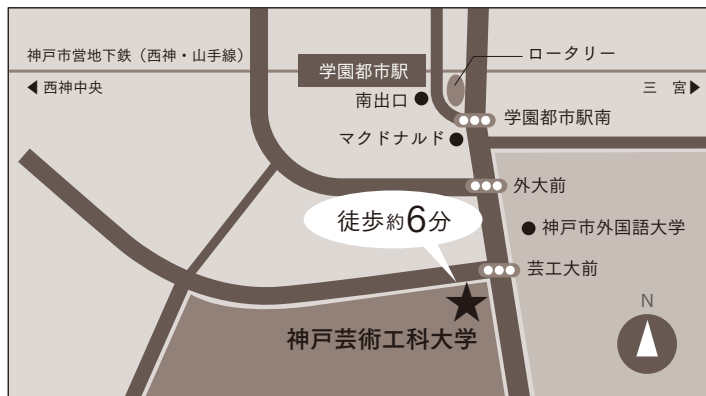 神戸市営地下鉄（西神・山手線）
学園都市駅
ロータリー
西神中央
南出口
三　宮
学園都市駅南
マクドナルド
外大前
徒歩約6分
神戸市外国語大学
芸工大前
N
神戸芸術工科大学